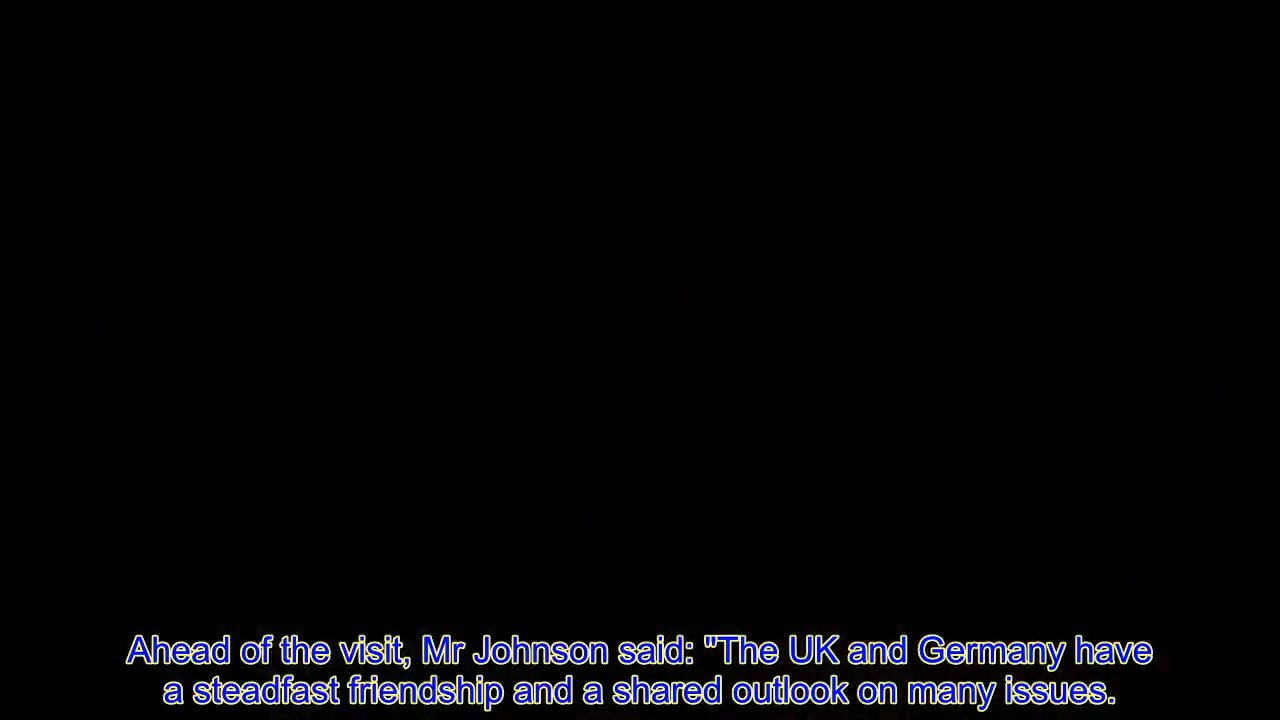 Ahead of the visit, Mr Johnson said: "The UK and Germany have
a steadfast friendship and a shared outlook on many issues.